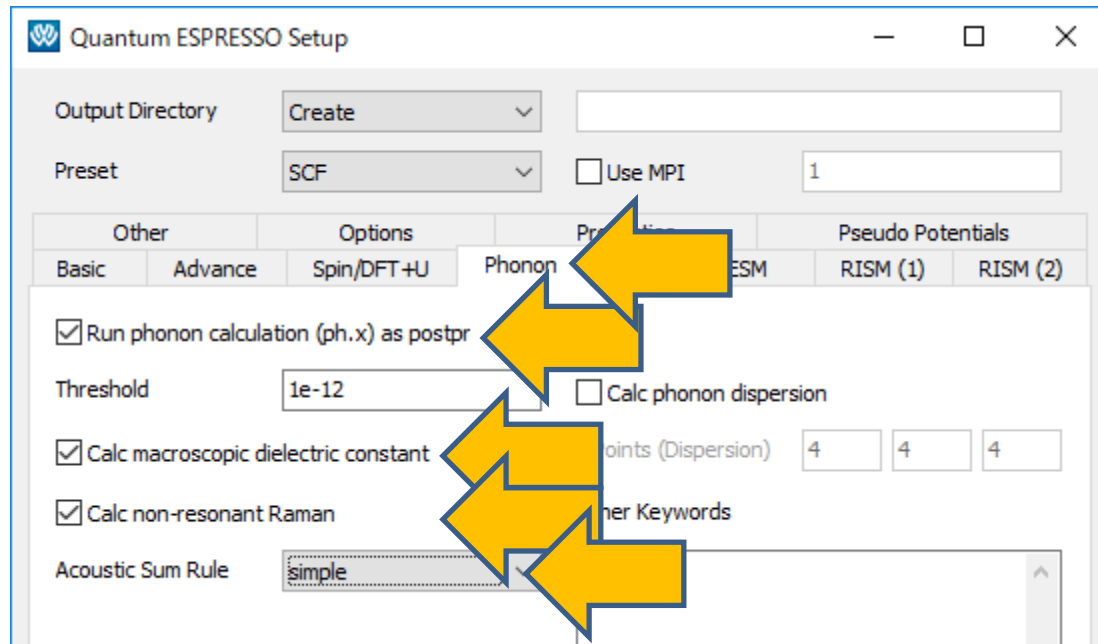 Quantum ESPRESSO Setup
Output Directory Create
Preset SCF Use MPI 1
Other Options Pseudo Potentials
Basic Advance Spin/DFT+U Phonon ESM RISM (1) RISM (2)
Run phonon calculation (ph.x) as postpr
Threshold 1e-12 Calc phonon dispersion
Calc macroscopic dielectric constant (Dispersion) 4 4 4
Calc non-resonant Raman Keywords
Acoustic Sum Rule simple